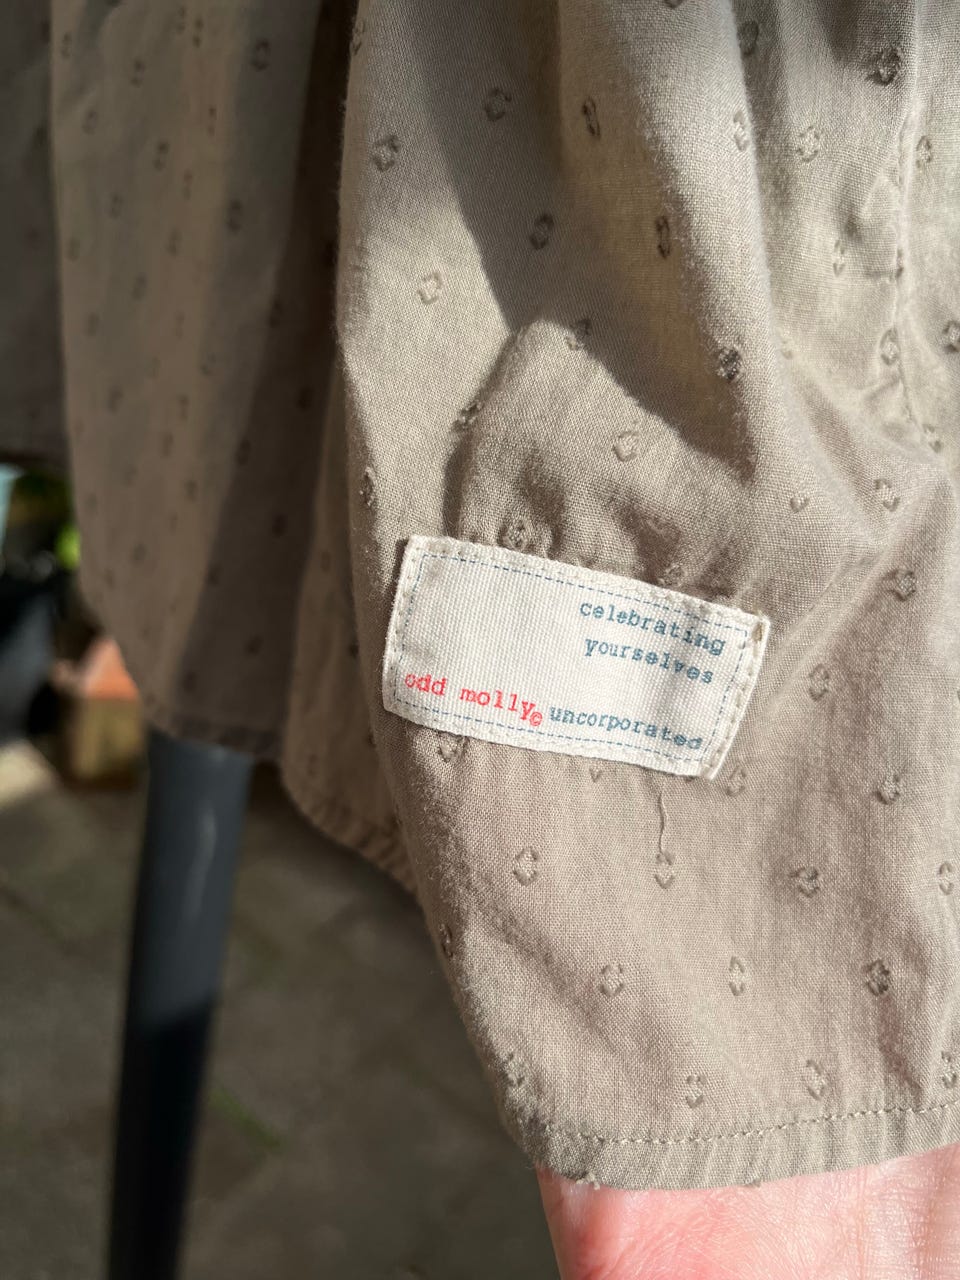 celebrating
yourselves
odd molly© uncorporated